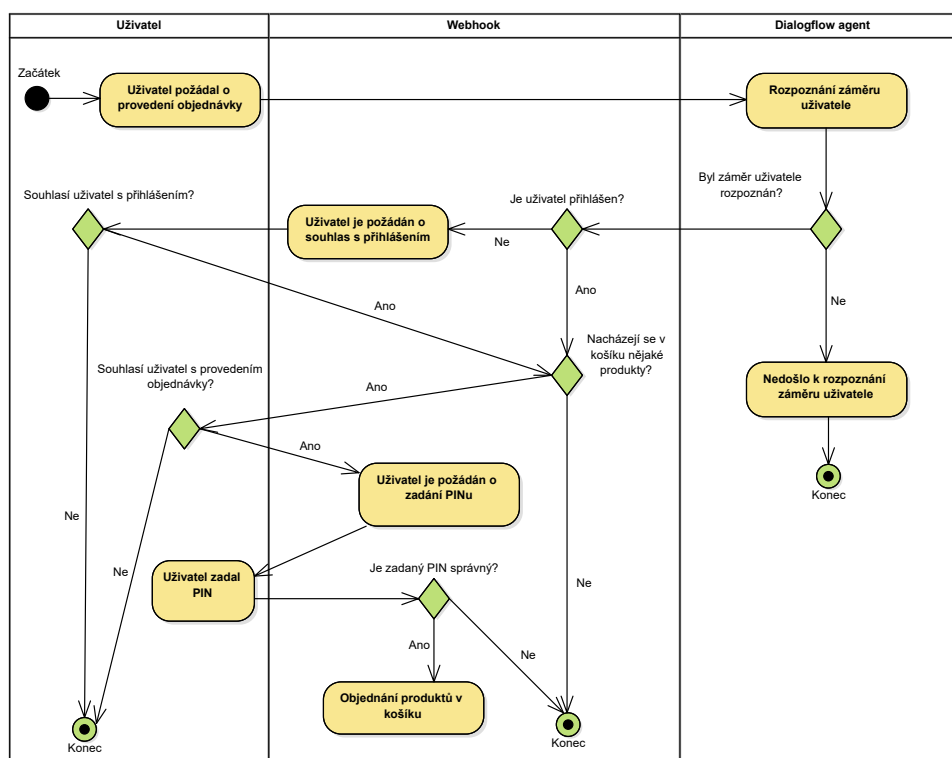 Uživatel
Webhook
Dialogflow agent
Začátek
Uživatel požádal o
provedení objednávky
Rozpoznání záměru
uživatele
Byl záměr uživatele
rozpoznán?
Souhlasí uživatel s přihlášením?
Je uživatel přihlášen?
Uživatel je požádán o
souhlas s přihlášením
Ne
Ano
Ne
Ano
Nacházejí se v
košíku nějaké
produkty?
Souhlasí uživatel s provedením
objednávky?
Ano
Nedošlo k rozpoznání
záměru uživatele
Ano
Uživatel je požádán o
zadání PINu
Konec
Ne
Je zadaný PIN správný?
Ne
Uživatel zadal
PIN
Ne
Ano
Ne
Objednání produktů v
košíku
Konec
Konec